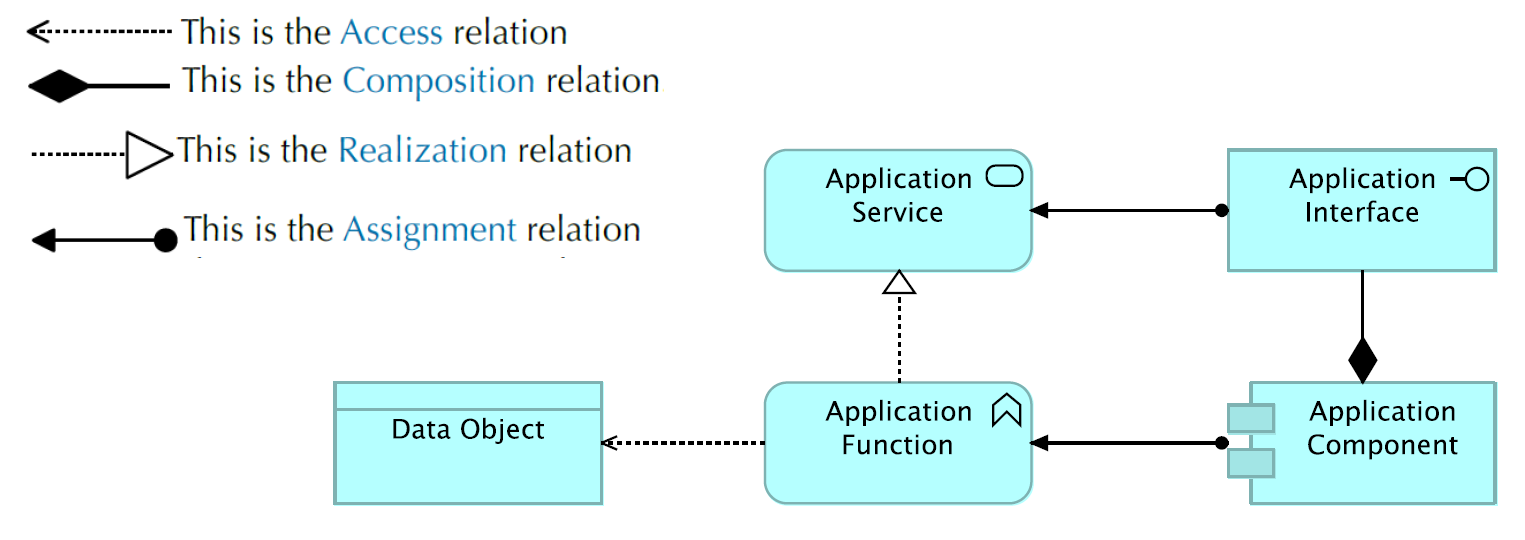 This is the Access relation
This is the Composition relation
This is the Realization relation
This is the Assignment relation
Application
Service
Application
Interface
Data Object
Application
Function
Application
Component